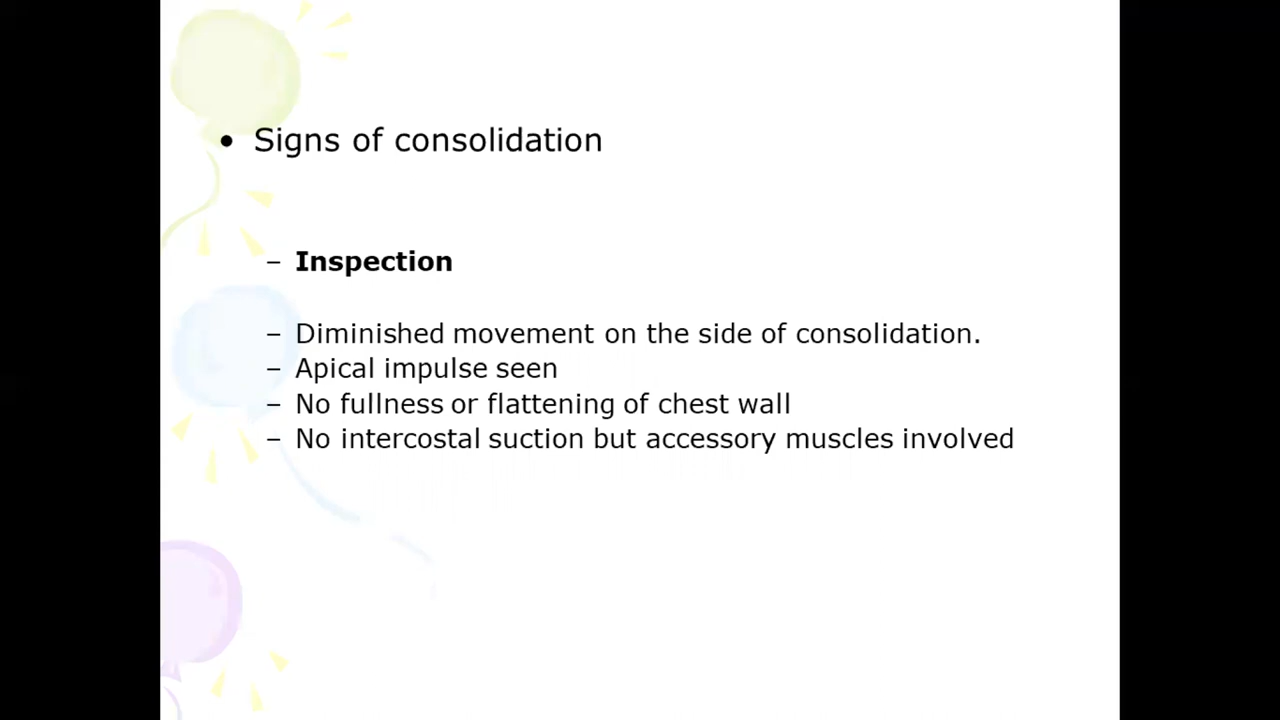 • Signs of consolidation
– Inspection
– Diminished movement on the side of consolidation.
– Apical impulse seen
– No fullness or flattening of chest wall
– No intercostal suction but accessory muscles involved